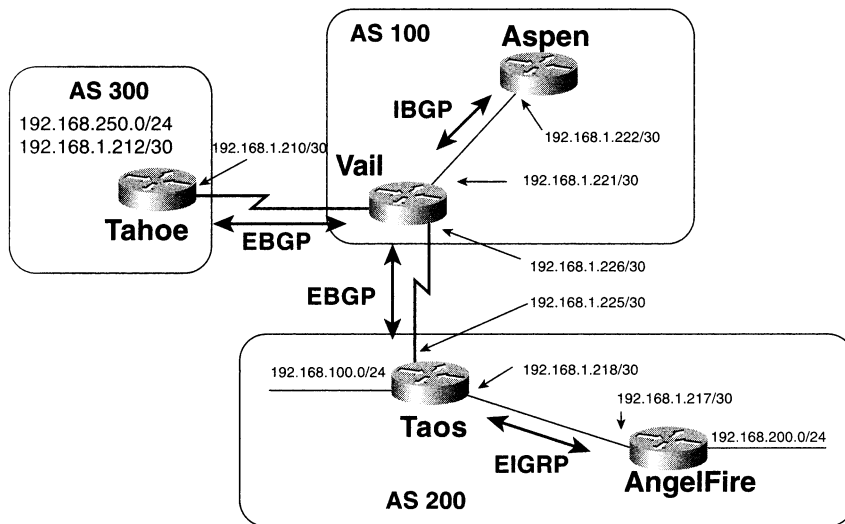 AS 100
Aspen
AS 300
192.168.250.0/24
192.168.1.212/30
192.168.1.210/30
IBGP
192.168.1.222/30
Vail
192.168.1.221/30
Tahoe
EBGP
192.168.1.226/30
EBGP
192.168.1.225/30
192.168.100.0/24
192.168.1.218/30
192.168.1.217/30
Taos
192.168.200.0/24
EIGRP
AngelFire
AS 200